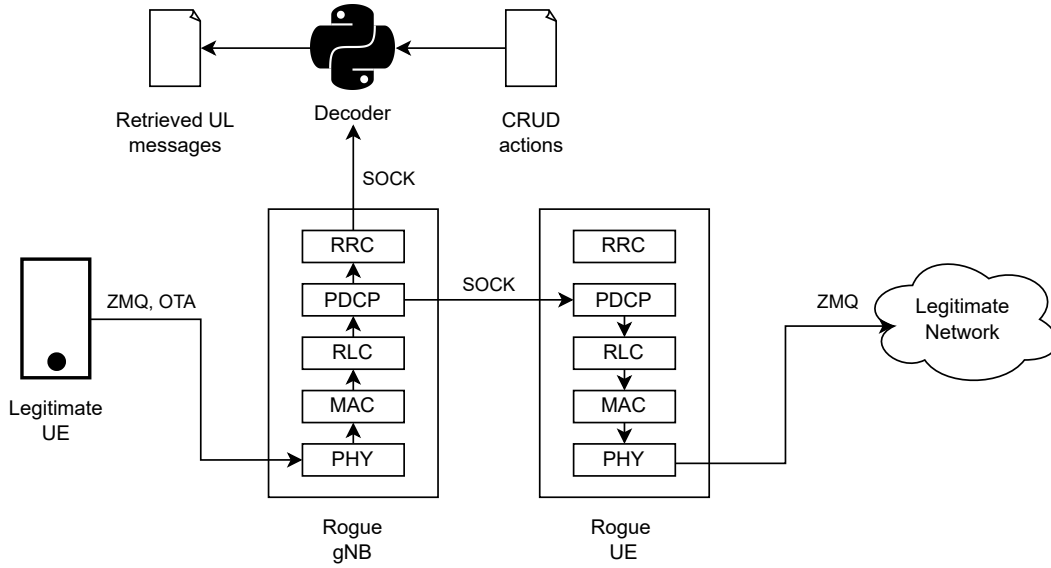 Retrieved UL
messages
Decoder
CRUD
actions
SOCK
RRC
PDCP
RLC
MAC
PHY
RRC
PDCP
RLC
MAC
PHY
ZMQ, OTA
SOCK
ZMQ
Legitimate
Network
Legitimate
UE
Rogue
gNB
Rogue
UE